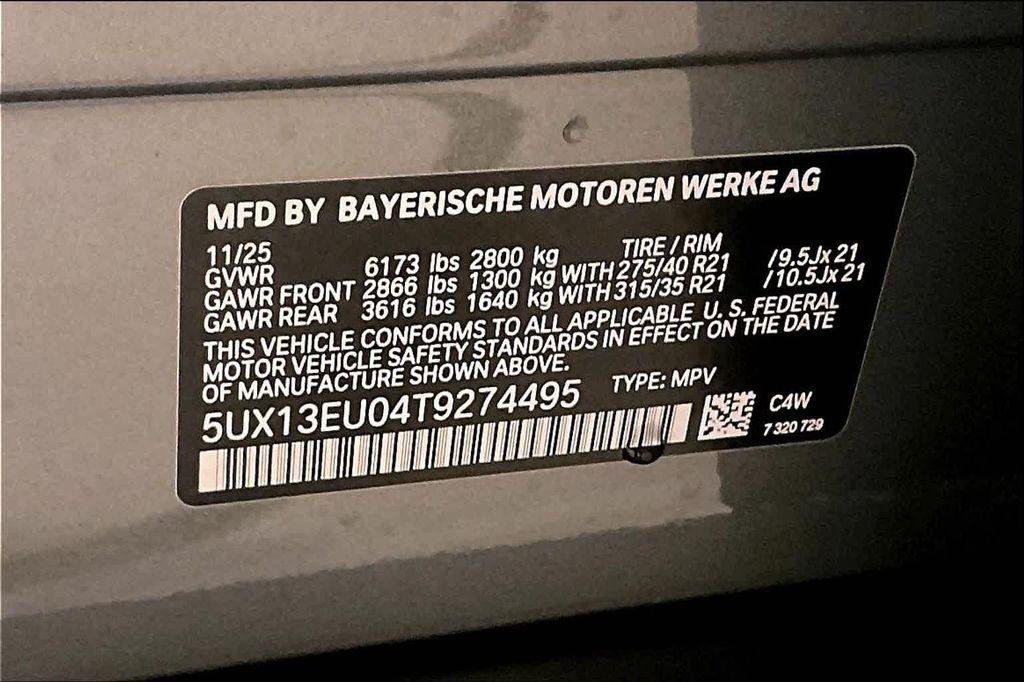 MFD BY BAYERISCHE MOTOREN WERKE AG
11/25 TIRE / RIM
GVWR 6173 lbs 2800 kg
GAWR FRONT 2866 lbs 1300 kg WITH 275/40 R21 /9.5Jx 21
GAWR REAR 3616 lbs 1640 kg WITH 315/35 R21 /10.5Jx 21
THIS VEHICLE CONFORMS TO ALL APPLICABLE U. S. FEDERAL
MOTOR VEHICLE SAFETY STANDARDS IN EFFECT ON THE DATE
OF MANUFACTURE SHOWN ABOVE.
5UX13EU04T9274495 TYPE: MPV
C4W
7 320 729